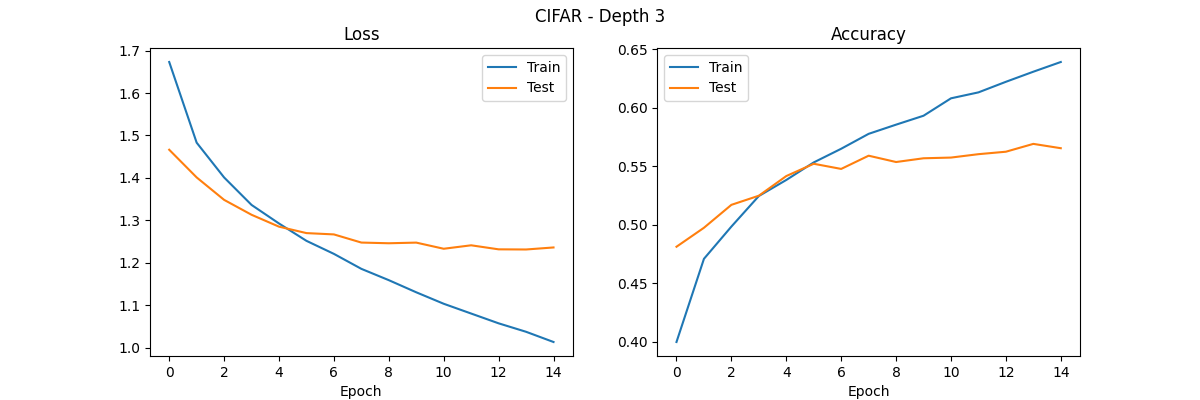 CIFAR - Depth 3
Loss
1.7
1.6
1.5
1.4
1.3
1.2
1.1
1.0
0 2 4 6 8 10 12 14
Epoch
Train
Test
Accuracy
0.65
0.60
0.55
0.50
0.45
0.40
0 2 4 6 8 10 12 14
Epoch
Train
Test